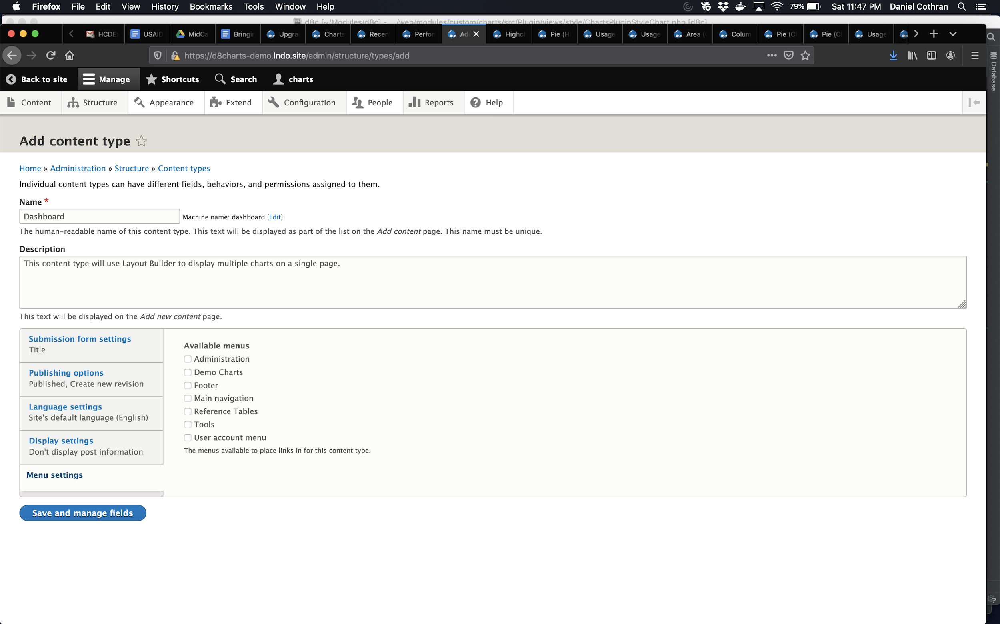 Firefox File Edit View History Bookmarks Tools Window Help 79% Sat 11:47 PM Daniel Cothran
d8c [~/Modules/d8c] - .../web/modules/custom/charts/src/Plugin/views/style/ChartsPluginStyleChart.php [d8c]
HCDE USAID MidCa Bringin Upgra Charts Recen Perfor Ad Highch Pie (Hi Usage Usage Area ( Colum Pie (C Pie (C Usage
https://d8charts-demo.lndo.site/admin/structure/types/add
Database
Back to site Manage Shortcuts Search charts
Content Structure Appearance Extend Configuration People Reports Help
Add content type
Home » Administration » Structure » Content types
Individual content types can have different fields, behaviors, and permissions assigned to them.
Name *
Dashboard Machine name: dashboard [Edit]
The human-readable name of this content type. This text will be displayed as part of the list on the Add content page. This name must be unique.
Description
This content type will use Layout Builder to display multiple charts on a single page.
This text will be displayed on the Add new content page.
Submission form settings
Title
Publishing options
Published, Create new revision
Language settings
Site's default language (English)
Display settings
Don't display post information
Menu settings
Available menus
Administration
Demo Charts
Footer
Main navigation
Reference Tables
Tools
User account menu
The menus available to place links in for this content type.
Save and manage fields